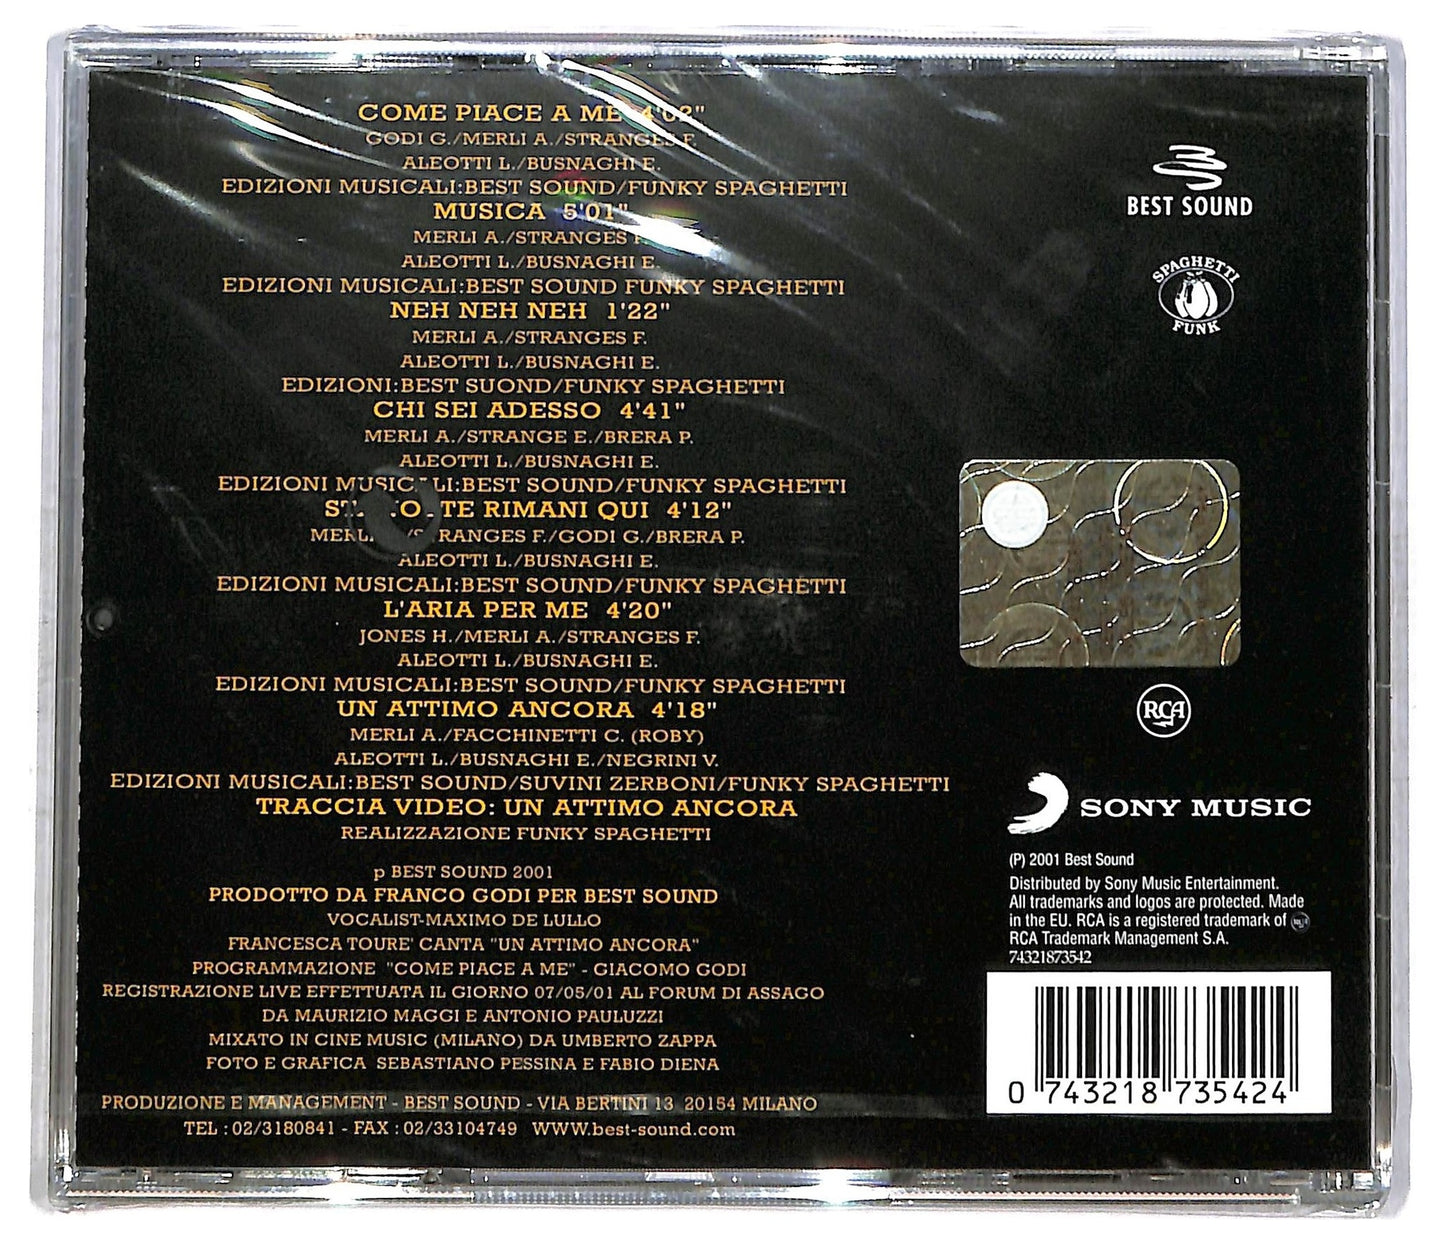 COME PIACE A ME 4'02"
GODI G./MERLI A./STRANGES F.
ALEOTTI L./BUSNAGHI E.
EDIZIONI MUSICALI:BEST SOUND/FUNKY SPAGHETTI
MUSICA 5'01"
MERLI A./STRANGES F.
ALEOTTI L./BUSNAGHI E.
EDIZIONI MUSICALI:BEST SOUND FUNKY SPAGHETTI
NEH NEH NEH 1'22"
MERLI A./STRANGES F.
ALEOTTI L./BUSNAGHI E.
EDIZIONI:BEST SUOND/FUNKY SPAGHETTI
CHI SEI ADESSO 4'41"
MERLI A./STRANGE E./BRERA P.
ALEOTTI L./BUSNAGHI E.
EDIZIONI MUSICALI:BEST SOUND/FUNKY SPAGHETTI
TE RIMANI QUI 4'12"
STRANGES F./GODI G./BRERA P.
ALEOTTI L./BUSNAGHI E.
EDIZIONI MUSICALI:BEST SOUND/FUNKY SPAGHETTI
L'ARIA PER ME 4'20"
JONES H./MERLI A./STRANGES F.
ALEOTTI L./BUSNAGHI E.
EDIZIONI MUSICALI:BEST SOUND/FUNKY SPAGHETTI
UN ATTIMO ANCORA 4'18"
MERLI A./FACCHINETTI C. (ROBY)
ALEOTTI L./BUSNAGHI E./NEGRINI V.
EDIZIONI MUSICALI:BEST SOUND/SUVINI ZERBONI/FUNKY SPAGHETTI
TRACCIA VIDEO: UN ATTIMO ANCORA
REALIZZAZIONE FUNKY SPAGHETTI
p BEST SOUND 2001
PRODOTTO DA FRANCO GODI PER BEST SOUND
VOCALIST-MAXIMO DE LULLO
FRANCESCA TOURE' CANTA "UN ATTIMO ANCORA"
PROGRAMMAZIONE "COME PIACE A ME" - GIACOMO GODI
REGISTRAZIONE LIVE EFFETTUATA IL GIORNO 07/05/01 AL FORUM DI ASSAGO
DA MAURIZIO MAGGI E ANTONIO PAULUZZI
MIXATO IN CINE MUSIC (MILANO) DA UMBERTO ZAPPA
FOTO E GRAFICA SEBASTIANO PESSINA E FABIO DIENA
PRODUZIONE E MANAGEMENT - BEST SOUND - VIA BERTINI 13 20154 MILANO
TEL : 02/3180841 - FAX : 02/33104749 WWW.best-sound.com
BEST SOUND
SPAGHETTI
FUNK
RCA
SONY MUSIC
(P) 2001 Best Sound
Distributed by Sony Music Entertainment.
All trademarks and logos are protected. Made
in the EU. RCA is a registered trademark of
RCA Trademark Management S.A.
74321873542
0 743218 735424